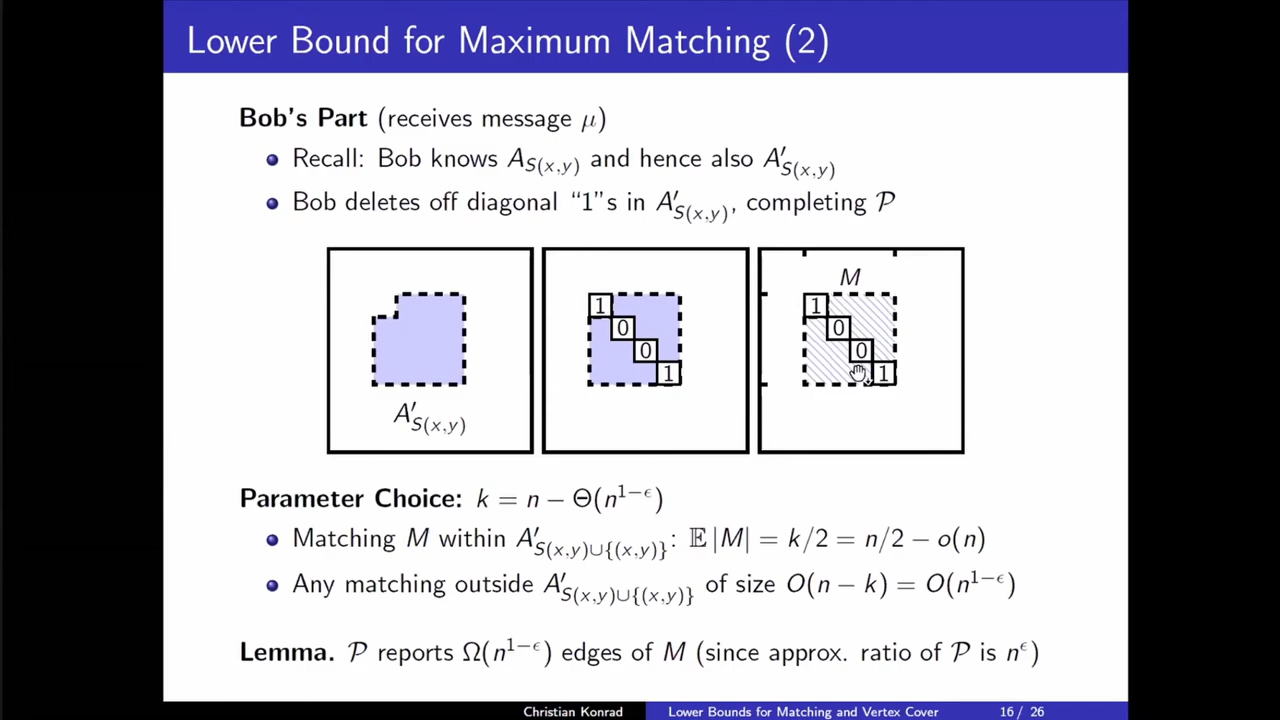 Lower Bound for Maximum Matching (2)
Bob's Part (receives message μ)
Recall: Bob knows A_{S(x,y)} and hence also A′_{S(x,y)}
Bob deletes off diagonal “1”s in A′_{S(x,y)}, completing 𝒫
M
1 1
0 0
0 0
1 1
A′_{S(x,y)}
Parameter Choice: k = n − Θ(n^{1−ϵ})
Matching M within A′_{S(x,y)∪{(x,y)}}: 𝔼 |M| = k/2 = n/2 − o(n)
Any matching outside A′_{S(x,y)∪{(x,y)}} of size O(n − k) = O(n^{1−ϵ})
Lemma. 𝒫 reports Ω(n^{1−ϵ}) edges of M (since approx. ratio of 𝒫 is n^ϵ)
Christian Konrad Lower Bounds for Matching and Vertex Cover 16 / 26